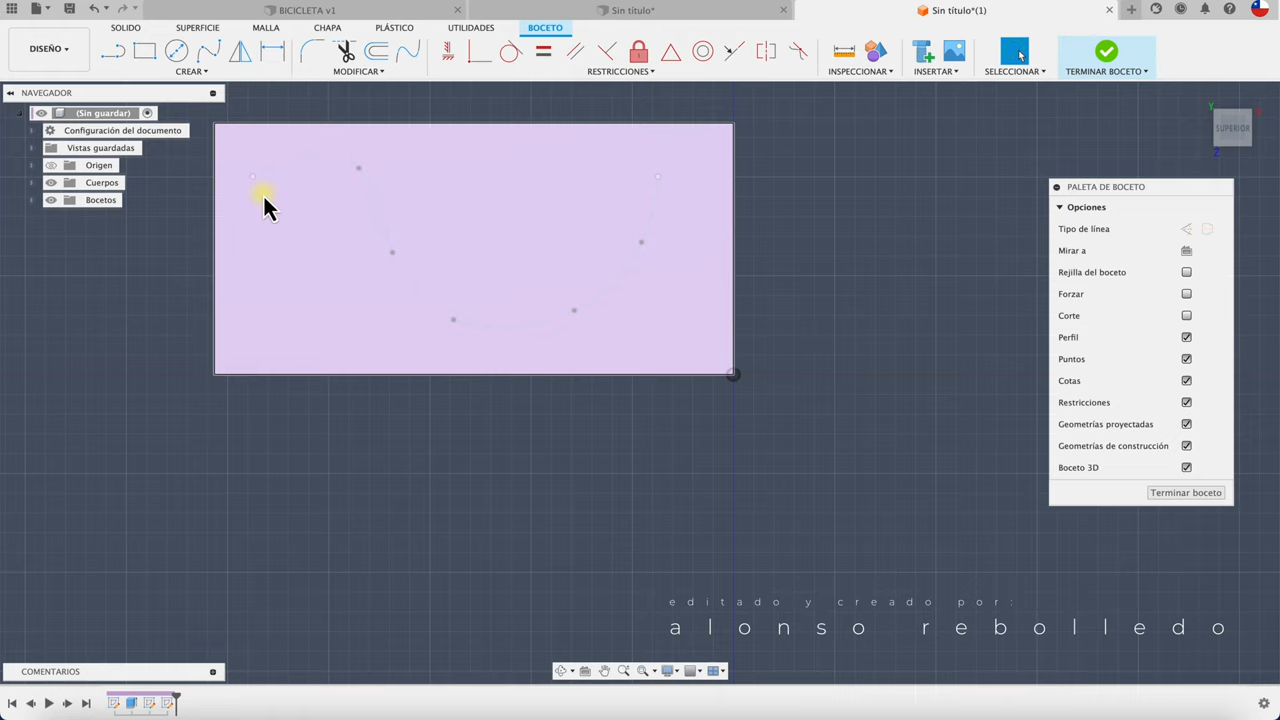 BICICLETA v1
Sin título*
Sin título*(1)
SOLIDO
SUPERFICIE
MALLA
CHAPA
PLÁSTICO
UTILIDADES
BOCETO
DISEÑO
CREAR
MODIFICAR
RESTRICCIONES
INSPECCIONAR
INSERTAR
SELECCIONAR
TERMINAR BOCETO
NAVEGADOR
(Sin guardar)
Configuración del documento
Vistas guardadas
Origen
Cuerpos
Bocetos
Y
SUPERIOR
Z
PALETA DE BOCETO
Opciones
Tipo de línea
Mirar a
Rejilla del boceto
Forzar
Corte
Perfil
Puntos
Cotas
Restricciones
Geometrías proyectadas
Geometrías de construcción
Boceto 3D
Terminar boceto
editado y creado por:
alonso rebolledo
COMENTARIOS